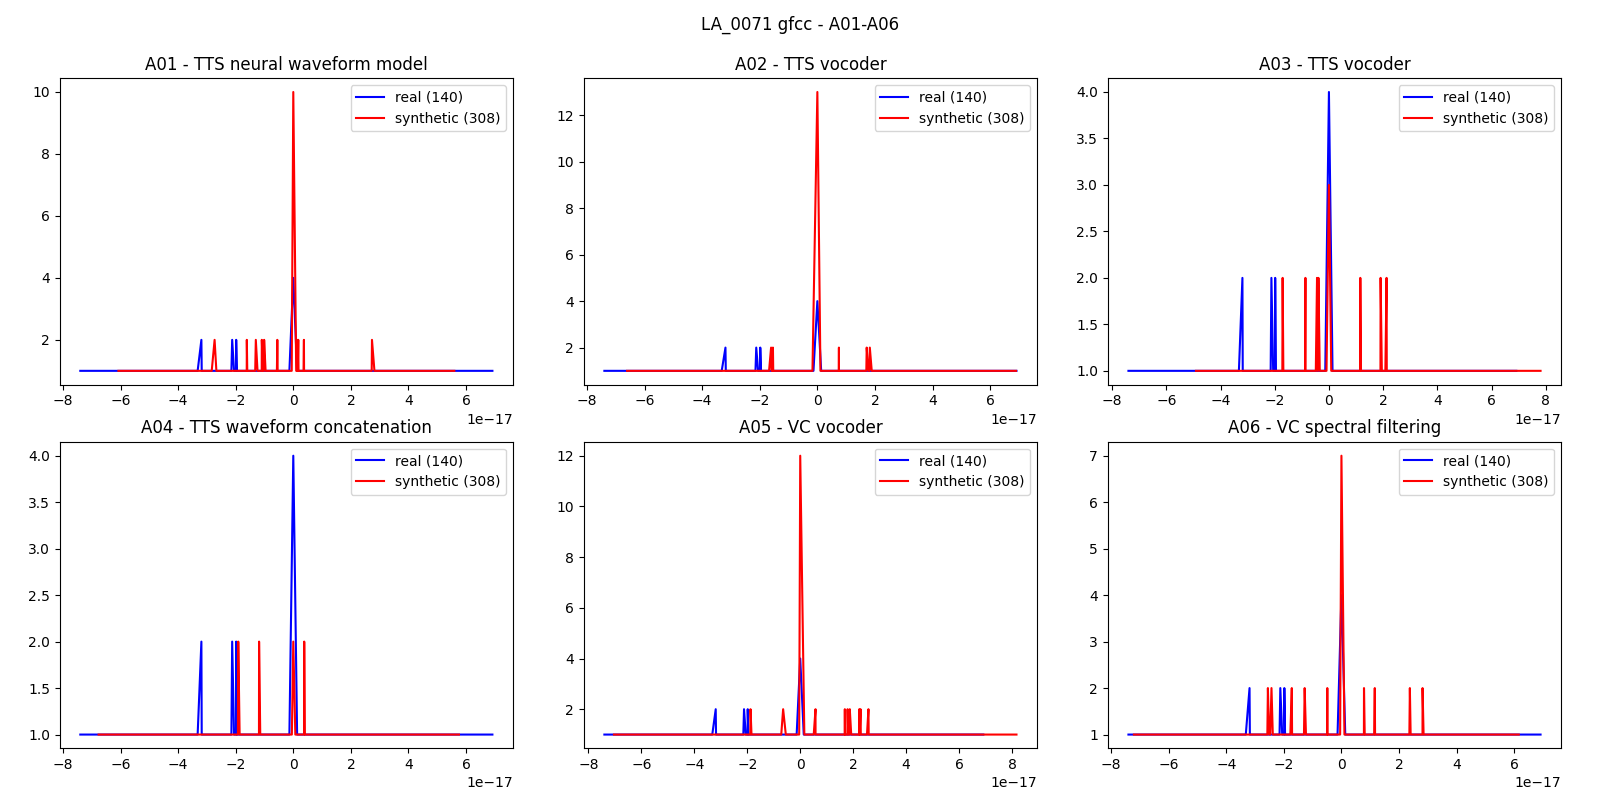 LA_0071 gfcc - A01-A06
A01 - TTS neural waveform model
10
8
6
4
2
real (140)
synthetic (308)
−8 −6 −4 −2 0 2 4 6
1e−17
A02 - TTS vocoder
12
10
8
6
4
2
real (140)
synthetic (308)
−8 −6 −4 −2 0 2 4 6
1e−17
A03 - TTS vocoder
4.0
3.5
3.0
2.5
2.0
1.5
1.0
real (140)
synthetic (308)
−8 −6 −4 −2 0 2 4 6 8
1e−17
A04 - TTS waveform concatenation
4.0
3.5
3.0
2.5
2.0
1.5
1.0
real (140)
synthetic (308)
−8 −6 −4 −2 0 2 4 6
1e−17
A05 - VC vocoder
12
10
8
6
4
2
real (140)
synthetic (308)
−8 −6 −4 −2 0 2 4 6 8
1e−17
A06 - VC spectral filtering
7
6
5
4
3
2
1
real (140)
synthetic (308)
−8 −6 −4 −2 0 2 4 6
1e−17